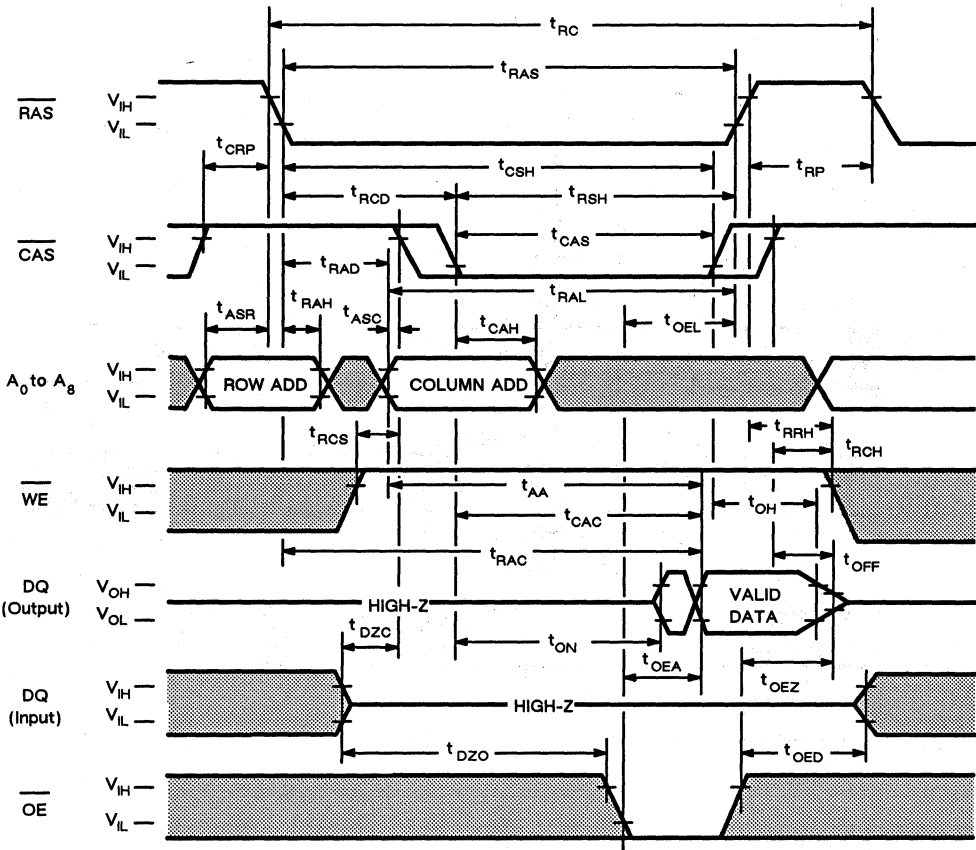 tRC
tRAS
RAS
VIH
VIL
tCRP
tCSH
tRP
tRCD
tRSH
CAS
VIH
VIL
tCAS
tRAD
tRAL
tASR
tRAH
tASC
tCAH
tOEL
A0 to A8
VIH
VIL
ROW ADD
COLUMN ADD
tRCS
tRRH
tRCH
WE
VIH
VIL
tAA
tOH
tCAC
tRAC
tOFF
DQ
(Output)
VOH
VOL
HIGH-Z
VALID
DATA
tDZC
tON
tOEA
tOEZ
DQ
(Input)
VIH
VIL
HIGH-Z
tDZO
tOED
OE
VIH
VIL